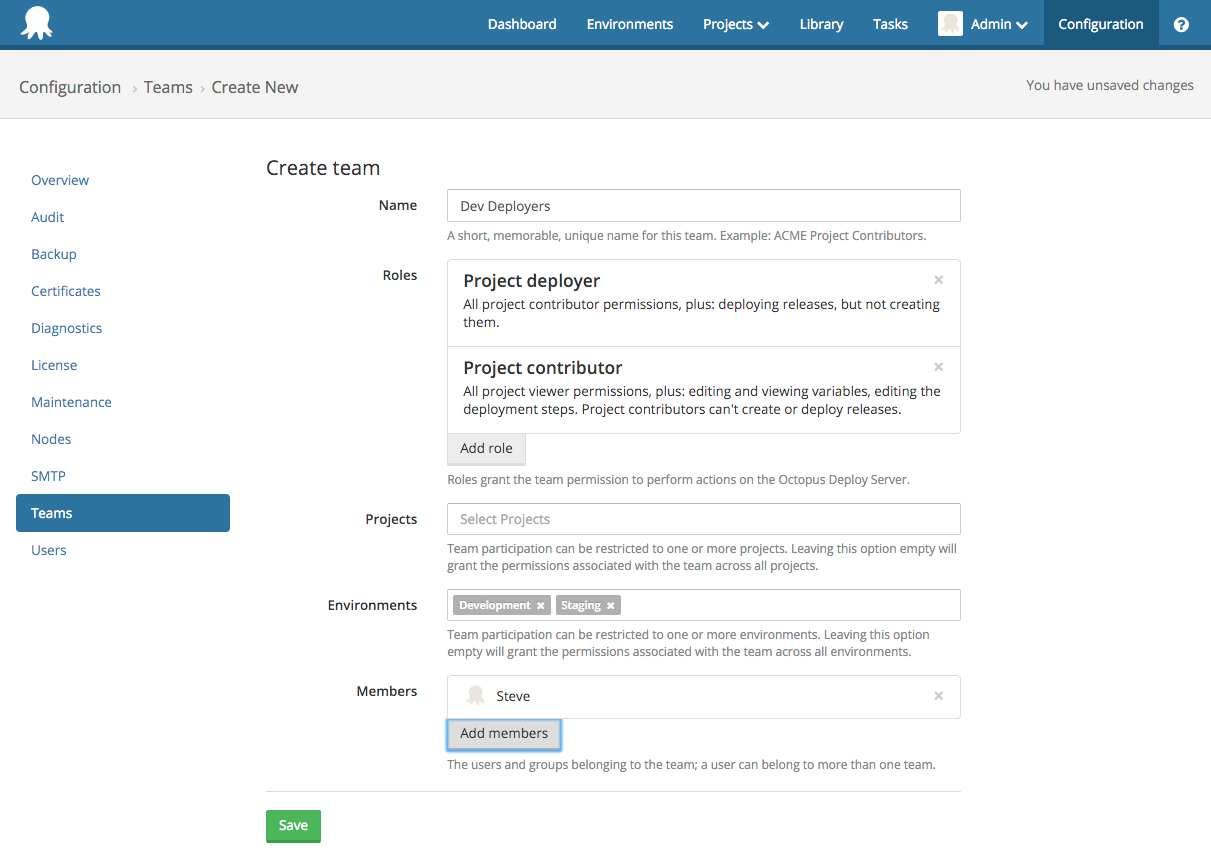 Dashboard Environments Projects Library Tasks Admin Configuration ?
Configuration › Teams › Create New
You have unsaved changes
Overview
Audit
Backup
Certificates
Diagnostics
License
Maintenance
Nodes
SMTP
Teams
Users
Create team
Name
Dev Deployers
A short, memorable, unique name for this team. Example: ACME Project Contributors.
Roles
Project deployer ×
All project contributor permissions, plus: deploying releases, but not creating
them.
Project contributor ×
All project viewer permissions, plus: editing and viewing variables, editing the
deployment steps. Project contributors can't create or deploy releases.
Add role
Roles grant the team permission to perform actions on the Octopus Deploy Server.
Projects
Select Projects
Team participation can be restricted to one or more projects. Leaving this option empty will
grant the permissions associated with the team across all projects.
Environments
Development × Staging ×
Team participation can be restricted to one or more environments. Leaving this option
empty will grant the permissions associated with the team across all environments.
Members
Steve ×
Add members
The users and groups belonging to the team; a user can belong to more than one team.
Save